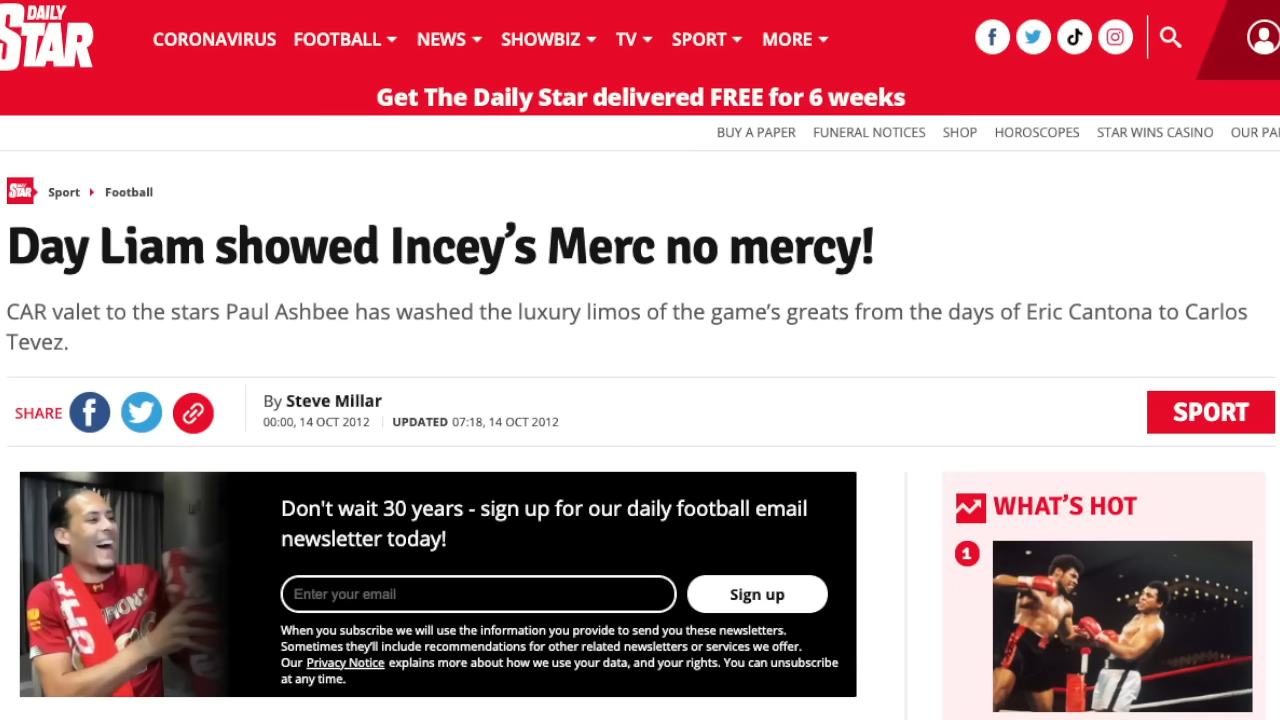 DAILY
STAR
CORONAVIRUS FOOTBALL NEWS SHOWBIZ TV SPORT MORE
Get The Daily Star delivered FREE for 6 weeks
BUY A PAPER FUNERAL NOTICES SHOP HOROSCOPES STAR WINS CASINO OUR
DAILY
STAR
Sport Football
Day Liam showed Incey's Merc no mercy!
CAR valet to the stars Paul Ashbee has washed the luxury limos of the game's greats from the days of Eric Cantona to Carlos
Tevez.
SHARE
By Steve Millar
00:00, 14 OCT 2012 UPDATED 07:18, 14 OCT 2012
SPORT
Don't wait 30 years - sign up for our daily football email
newsletter today!
Enter your email Sign up
When you subscribe we will use the information you provide to send you these newsletters.
Sometimes they'll include recommendations for other related newsletters or services we offer.
Our Privacy Notice explains more about how we use your data, and your rights. You can unsubscribe
at any time.
WHAT'S HOT
1